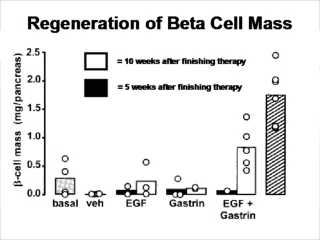 Regeneration of Beta Cell Mass
= 10 weeks after finishing therapy
= 5 weeks after finishing therapy
β-cell mass (mg/pancreas)
2.5
2.0
1.5
1.0
0.5
0.0
basal veh EGF Gastrin EGF +
Gastrin